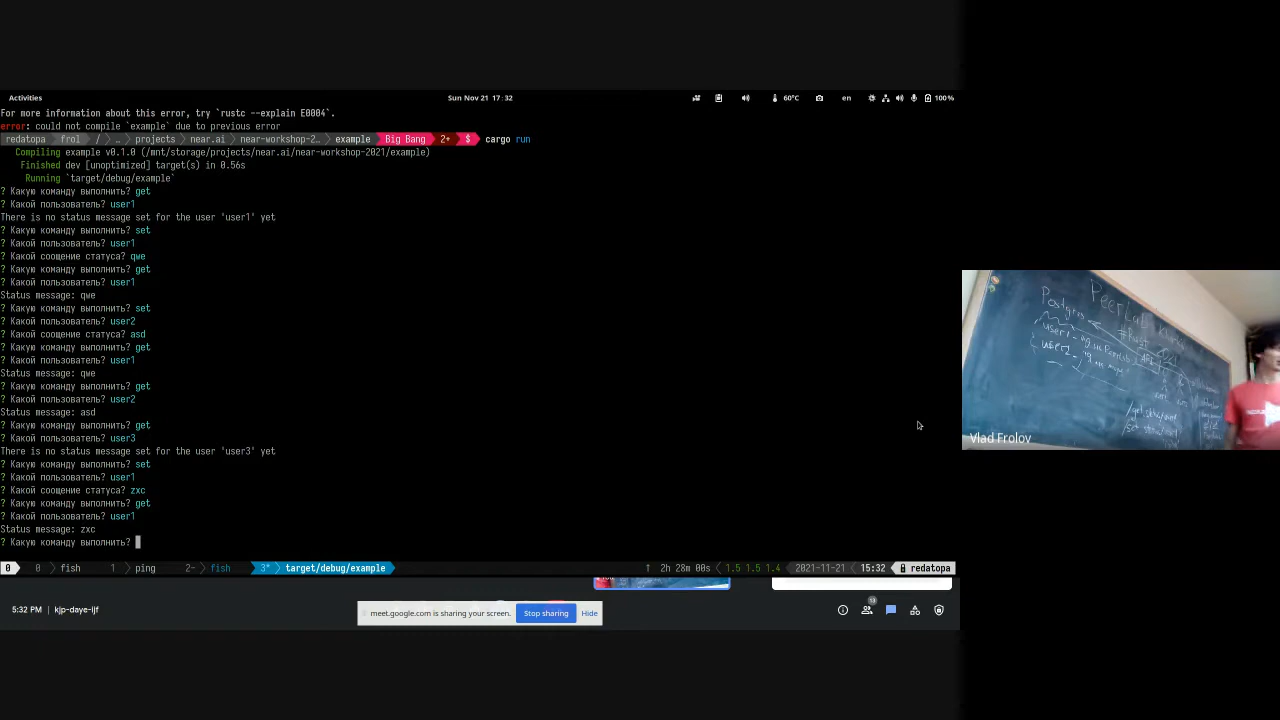 Activities
Sun Nov 21 17:32
60°C
en
100%
For more information about this error, try `rustc --explain E0004`.
error: could not compile `example` due to previous error
redatopa frol / .. projects near.ai near-workshop-2… example Big Bang 2+ $ cargo run
Compiling example v0.1.0 (/mnt/storage/projects/near.ai/near-workshop-2021/example)
Finished dev [unoptimized] target(s) in 0.56s
Running `target/debug/example`
? Какую команду выполнить? get
? Какой пользователь? user1
There is no status message set for the user 'user1' yet
? Какую команду выполнить? set
? Какой пользователь? user1
? Какой соощение статуса? qwe
? Какую команду выполнить? get
? Какой пользователь? user1
Status message: qwe
? Какую команду выполнить? set
? Какой пользователь? user2
? Какой соощение статуса? asd
? Какую команду выполнить? get
? Какой пользователь? user1
Status message: qwe
? Какую команду выполнить? get
? Какой пользователь? user2
Status message: asd
? Какую команду выполнить? get
? Какой пользователь? user3
There is no status message set for the user 'user3' yet
? Какую команду выполнить? set
? Какой пользователь? user1
? Какой соощение статуса? zxc
? Какую команду выполнить? get
? Какой пользователь? user1
Status message: zxc
? Какую команду выполнить?
0 0 fish 1 ping 2- fish 3* target/debug/example ↑ 2h 28m 00s 1.5 1.5 1.4 2021-11-21 15:32 redatopa
5:32 PM | kjp-daye-ijf
meet.google.com is sharing your screen. Stop sharing Hide
13
Postgres
user1
user2
Vlad Frolov